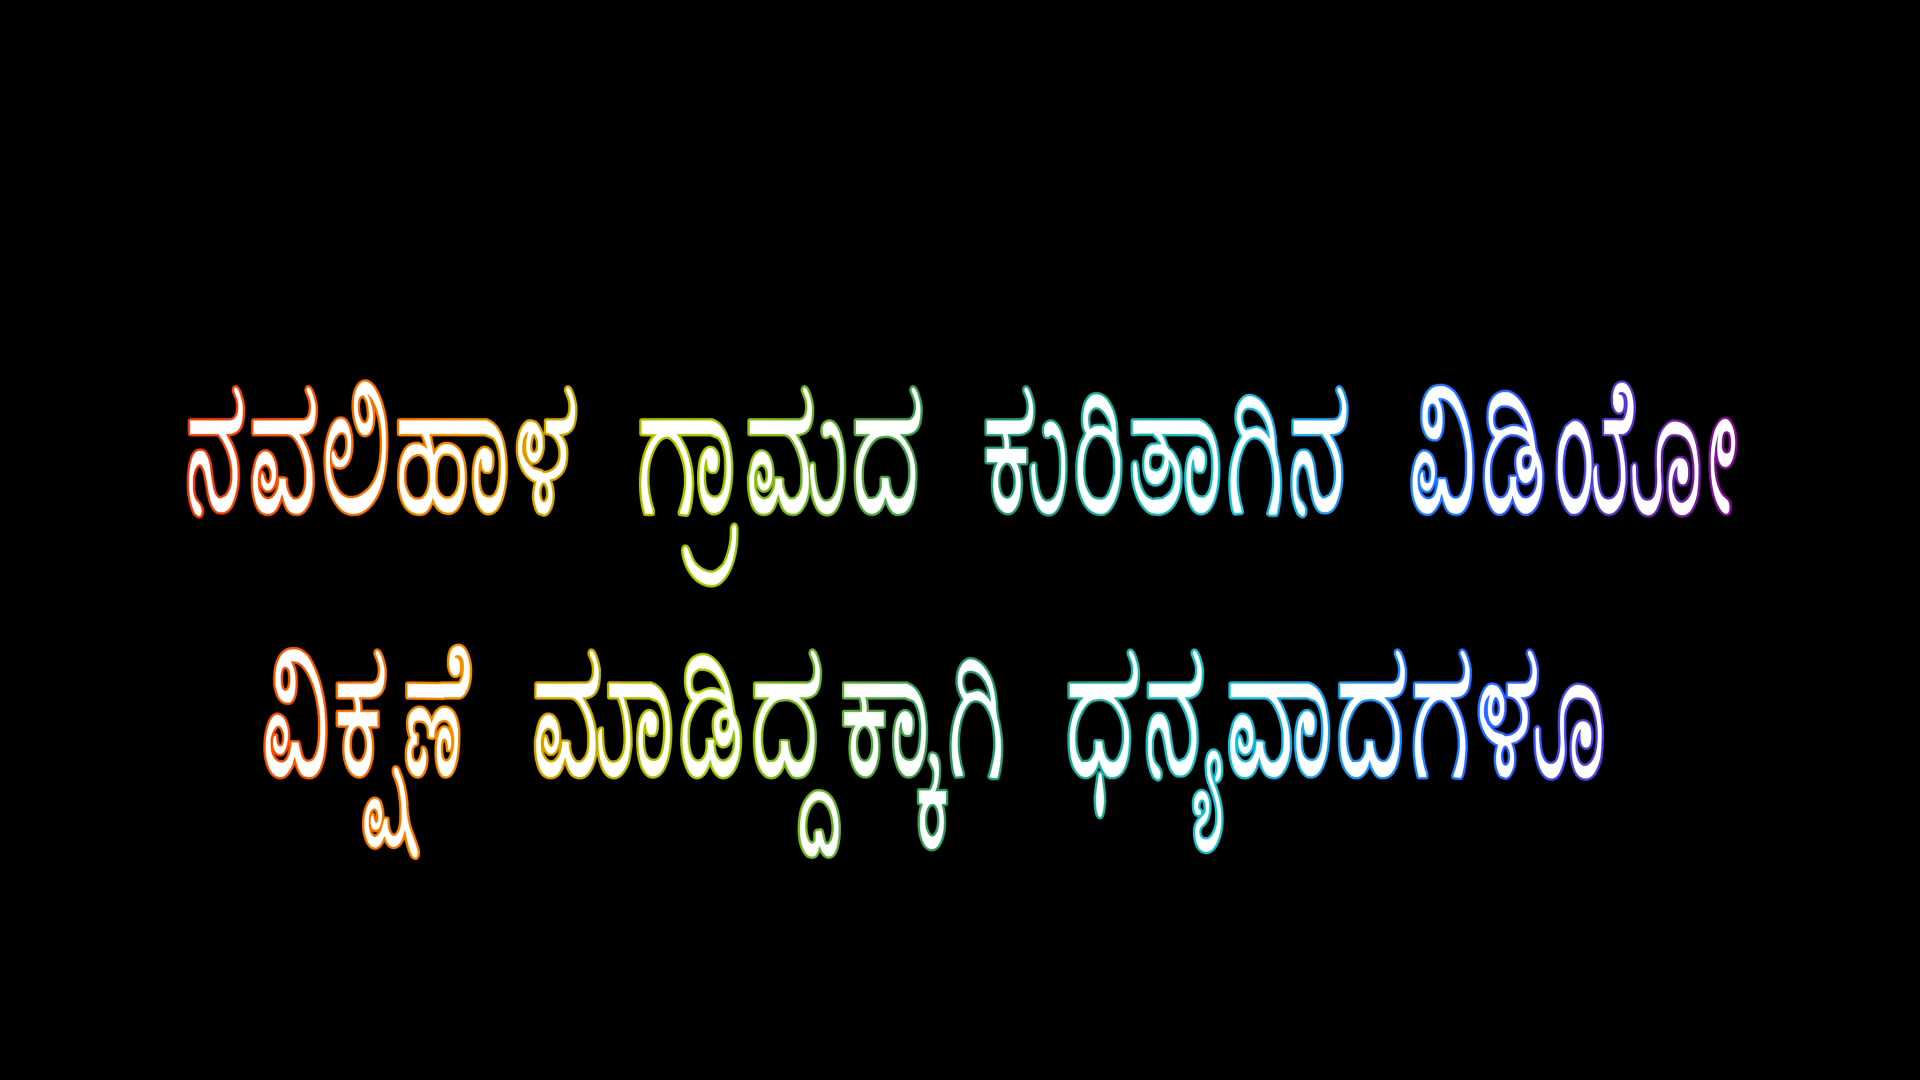 ನವಲಿಹಾಳ ಗ್ರಾಮದ ಕುರಿತಾಗಿನ ವಿಡಿಯೋ
ವಿಕ್ಷಣೆ ಮಾಡಿದ್ದಕ್ಕಾಗಿ ಧನ್ಯವಾದಗಳೂ